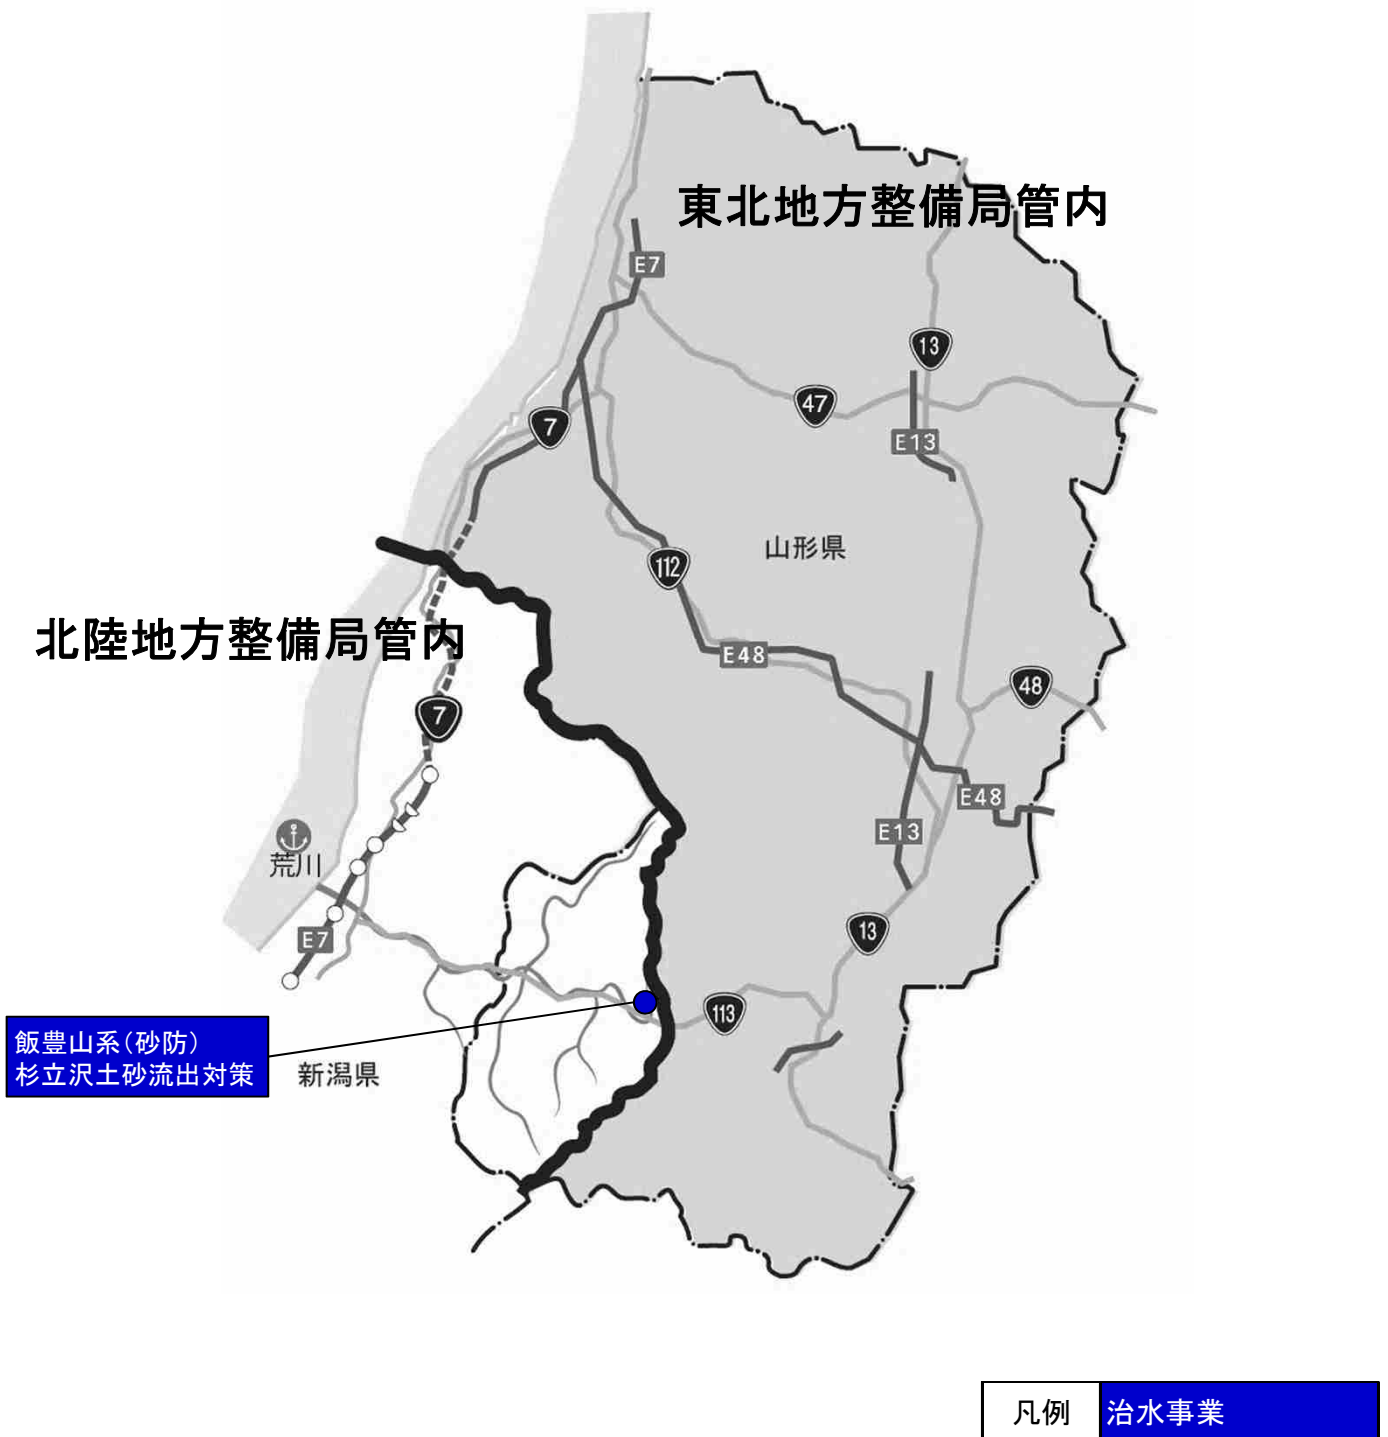 東北地方整備局管内
E7
13
47
7
E13
山形県
112
北陸地方整備局管内
E48
48
7
E48
E13
荒川
13
E7
113
飯豊山系(砂防)
杉立沢土砂流出対策
新潟県
凡例
治水事業